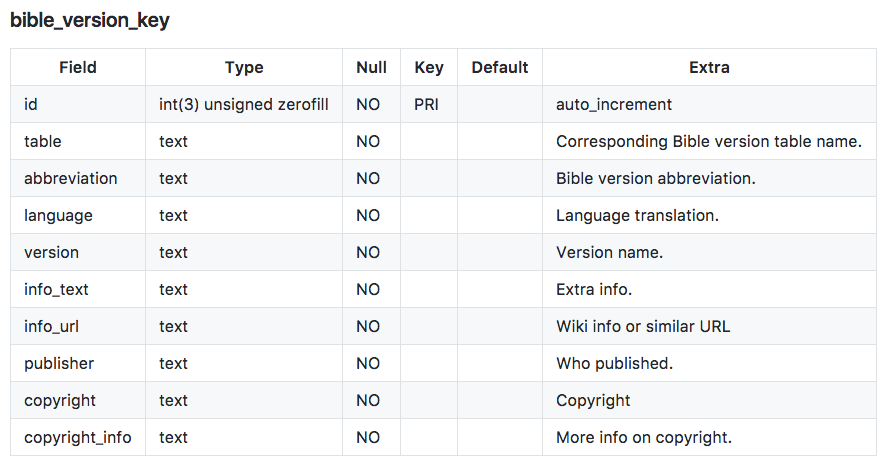 bible_version_key
Field Type Null Key Default Extra
id int(3) unsigned zerofill NO PRI auto_increment
table text NO Corresponding Bible version table name.
abbreviation text NO Bible version abbreviation.
language text NO Language translation.
version text NO Version name.
info_text text NO Extra info.
info_url text NO Wiki info or similar URL
publisher text NO Who published.
copyright text NO Copyright
copyright_info text NO More info on copyright.